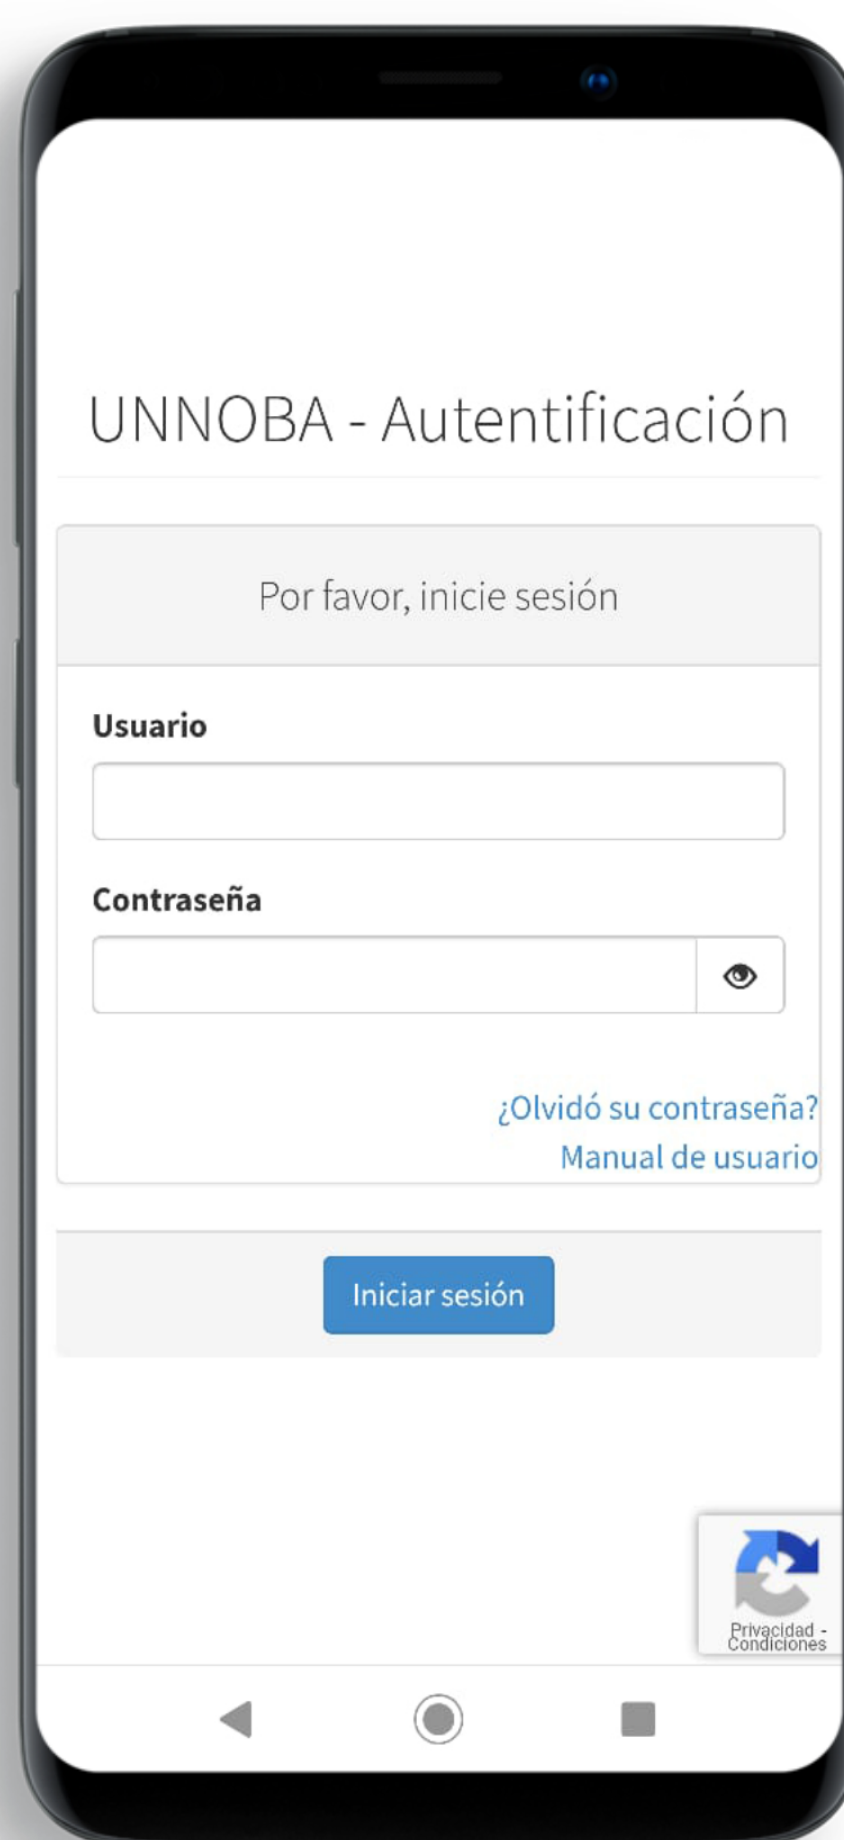 UNNOBA - Autentificación
Por favor, inicie sesión
Usuario
Contraseña
¿Olvidó su contraseña?
Manual de usuario
Iniciar sesión
Privacidad -
Condiciones